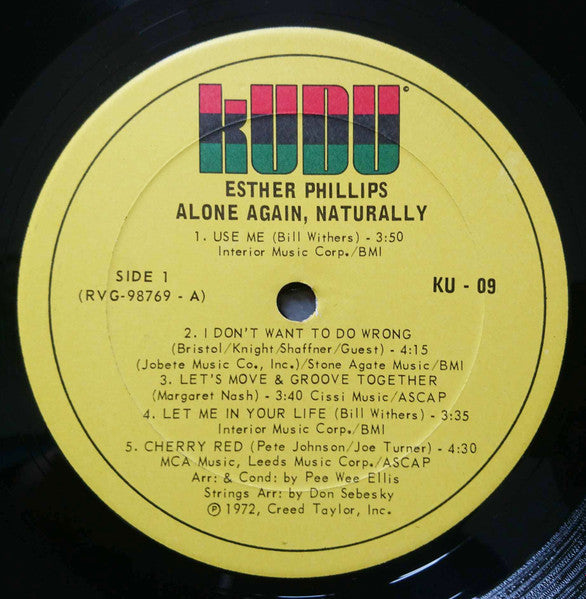 KUDU©
ESTHER PHILLIPS
ALONE AGAIN, NATURALLY
1. USE ME (Bill Withers) - 3:50
Interior Music Corp./BMI
SIDE 1
(RVG-98769 - A)
KU - 09
2. I DON'T WANT TO DO WRONG
(Bristol/Knight/Shaffner/Guest) - 4:15
(Jobete Music Co., Inc.)/Stone Agate Music/BMI
3. LET'S MOVE & GROOVE TOGETHER
(Margaret Nash) - 3:40 Cissi Music/ASCAP
4. LET ME IN YOUR LIFE (Bill Withers) - 3:35
Interior Music Corp./BMI
5. CHERRY RED (Pete Johnson/Joe Turner) - 4:30
MCA Music, Leeds Music Corp./ASCAP
Arr: & Cond: by Pee Wee Ellis
Strings Arr: by Don Sebesky
℗ 1972, Creed Taylor, Inc.